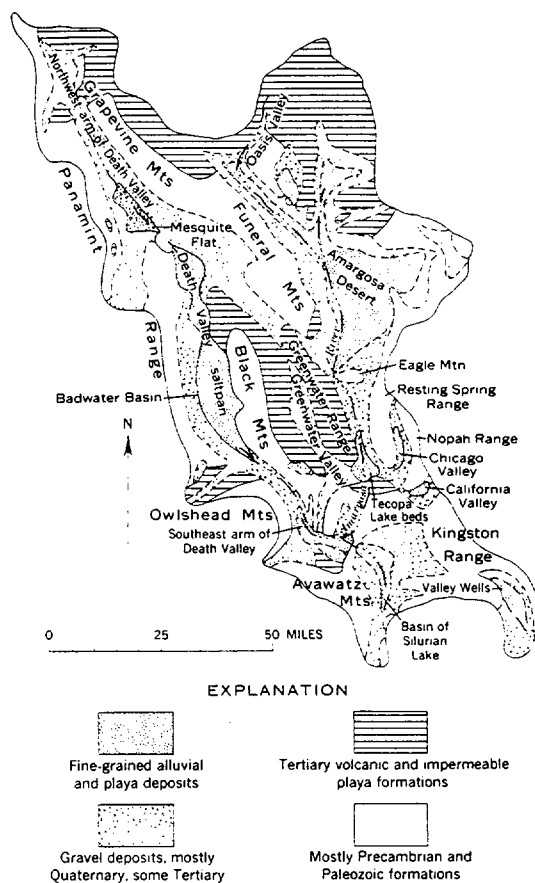 Northwest arm of Death Valley
Grapevine Mts
Oasis Valley
Panamint
Range
Mesquite
Flat
Funeral
Mts
Amargosa
Desert
River
Death
Valley
Saltpan
Black
Mts
Greenwater Range
Greenwater Valley
Eagle Mtn
Resting Spring
Range
Badwater Basin
N
Nopah Range
Chicago
Valley
California
Valley
Tecopa
Lake beds
Owlshead Mts
Southeast arm of
Death Valley
Kingston
Range
Avawatz
Mts
Valley Wells
Basin of
Silurian
Lake
0 25 50 MILES
EXPLANATION
Fine-grained alluvial
and playa deposits
Tertiary volcanic and impermeable
playa formations
Gravel deposits, mostly
Quaternary, some Tertiary
Mostly Precambrian and
Paleozoic formations